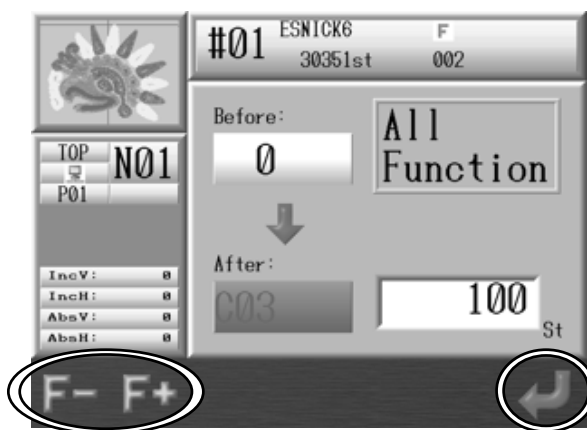 #01 ESNICK6 F
30351st 002
TOP N01
P01
IncV: 0
IncH: 0
AbsV: 0
AbsH: 0
Before:
0
All
Function
After:
C03
100
St
F- F+